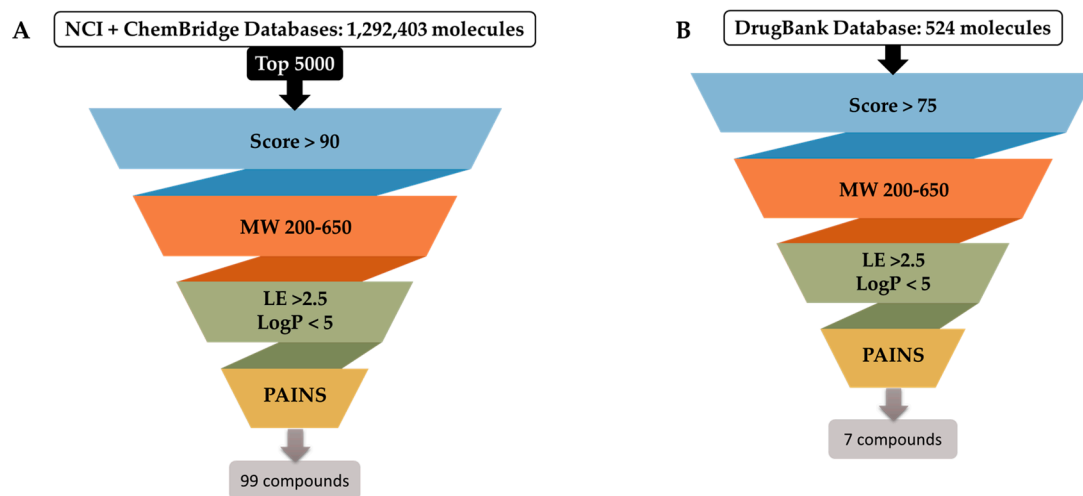 A
NCI + ChemBridge Databases: 1,292,403 molecules
Top 5000
Score > 90
MW 200-650
LE >2.5
LogP < 5
PAINS
99 compounds
B
DrugBank Database: 524 molecules
Score > 75
MW 200-650
LE >2.5
LogP < 5
PAINS
7 compounds